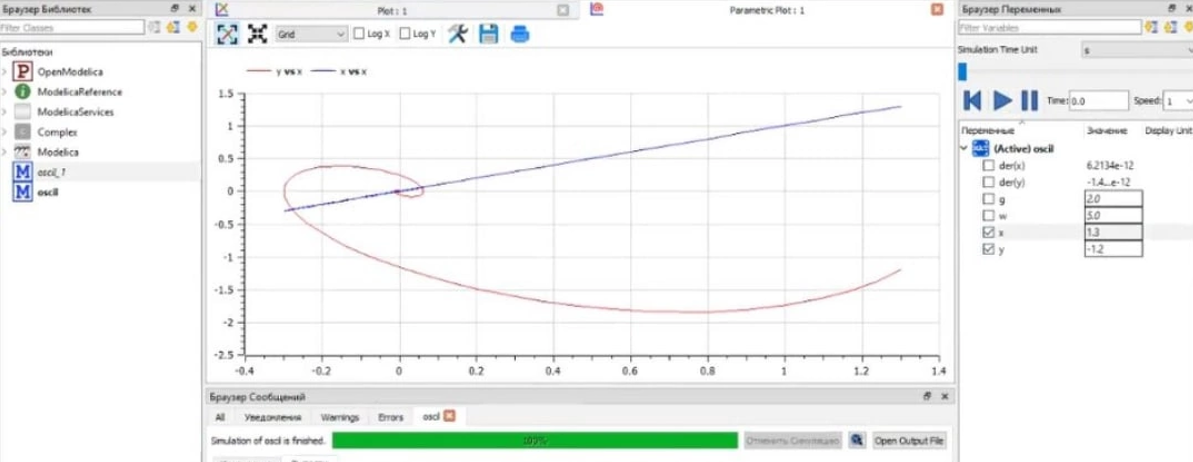 Браузер Библиотек
Filter Classes
Библиотеки
OpenModelica
ModelicaReference
ModelicaServices
Complex
Modelica
oscil_1
oscil
Plot : 1
Parametric Plot : 1
Grid
Log X
Log Y
y vs x
x vs x
1.5
1
0.5
0
-0.5
-1
-1.5
-2
-2.5
-0.4 -0.2 0 0.2 0.4 0.6 0.8 1 1.2 1.4
Браузер Сообщений
All Уведомления Warnings Errors oscil
Simulation of oscil is finished. 100% Отменить Симуляцию Open Output File
Браузер Переменных
Filter Variables
Simulation Time Unit s
Time: 0.0 Speed: 1
Переменные Значение Display Unit
(Active) oscil
der(x) 6.2134e-12
der(y) -1.4...e-12
g 2.0
w 5.0
x 1.3
y -1.2